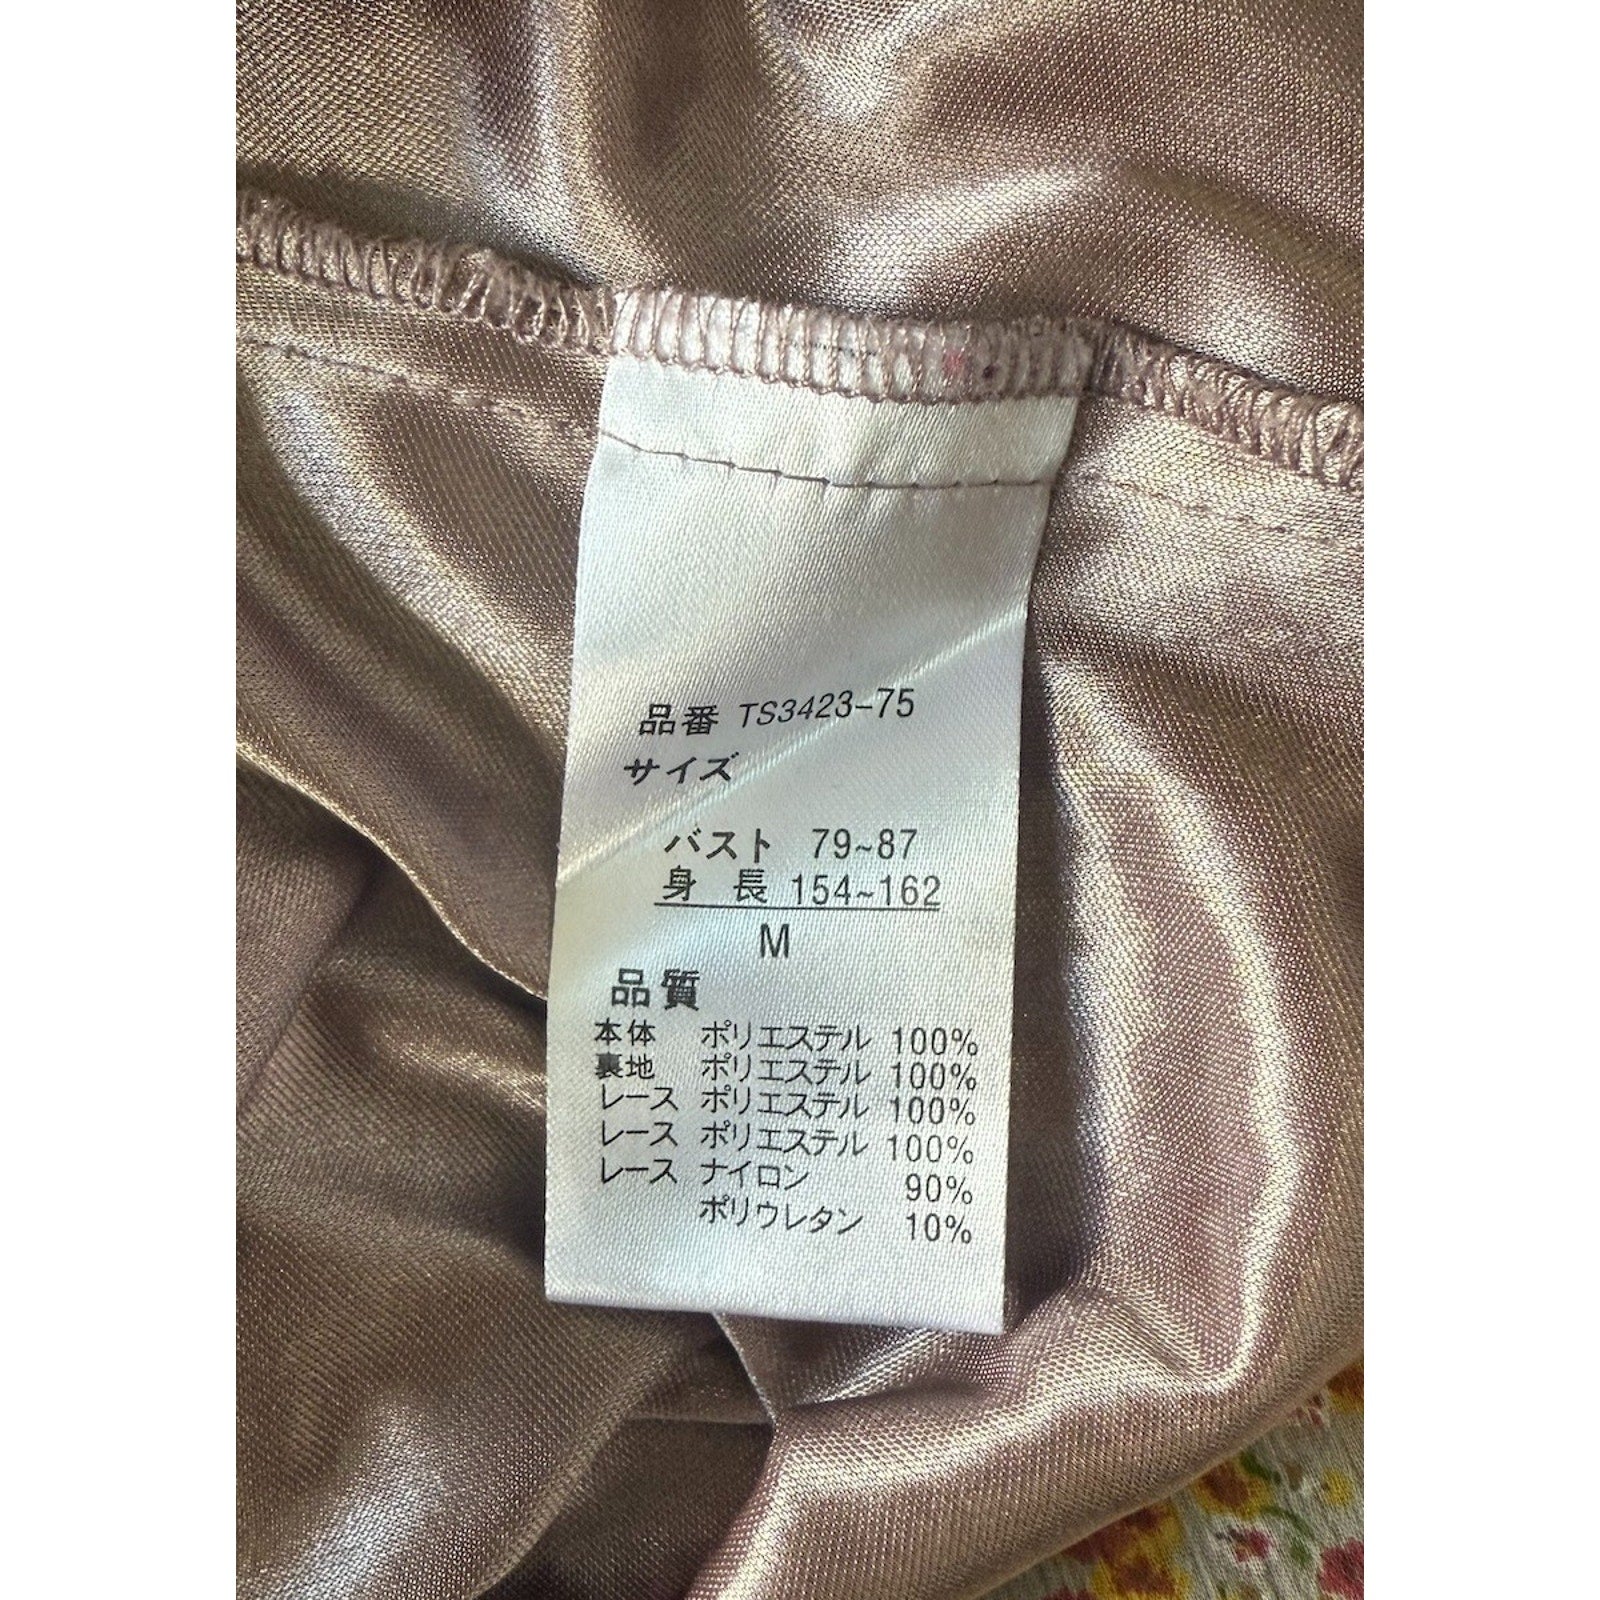 品番 TS3423-75
サイズ
バスト 79~87
身長 154~162
M
品質
本体 ポリエステル 100%
裏地 ポリエステル 100%
レース ポリエステル 100%
レース ポリエステル 100%
レース ナイロン 90%
ポリウレタン 10%